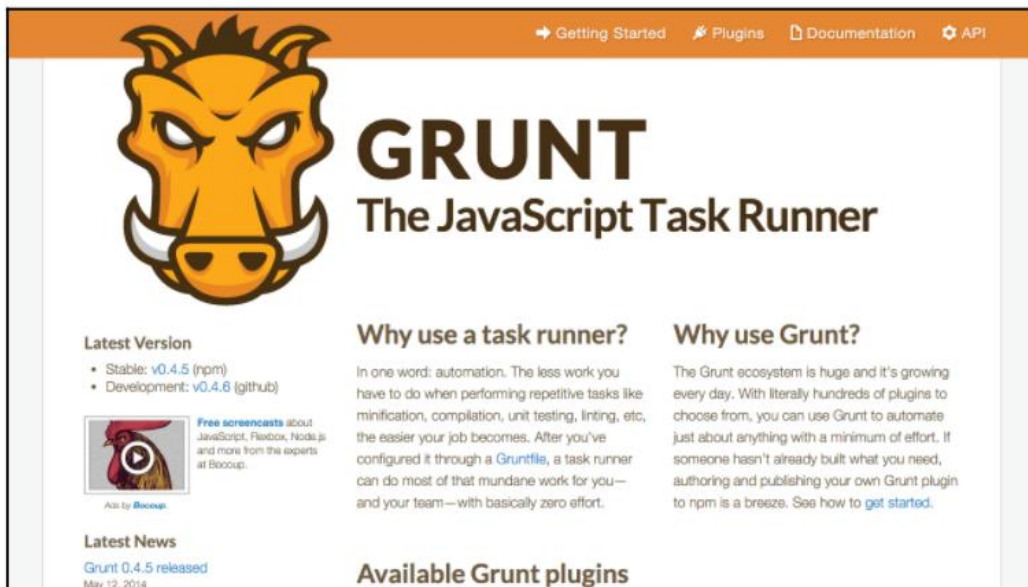 Getting Started Plugins Documentation API
GRUNT
The JavaScript Task Runner
Latest Version
Stable: v0.4.5 (npm)
Development: v0.4.6 (github)
Free screencasts about
JavaScript, Flexbox, Node.js
and more from the experts
at Bocoup.
Ads by Bocoup.
Latest News
Grunt 0.4.5 released
May 12, 2014
Why use a task runner?
In one word: automation. The less work you
have to do when performing repetitive tasks like
minification, compilation, unit testing, linting, etc,
the easier your job becomes. After you've
configured it through a Gruntfile, a task runner
can do most of that mundane work for you—
and your team—with basically zero effort.
Why use Grunt?
The Grunt ecosystem is huge and it's growing
every day. With literally hundreds of plugins to
choose from, you can use Grunt to automate
just about anything with a minimum of effort. If
someone hasn't already built what you need,
authoring and publishing your own Grunt plugin
to npm is a breeze. See how to get started.
Available Grunt plugins